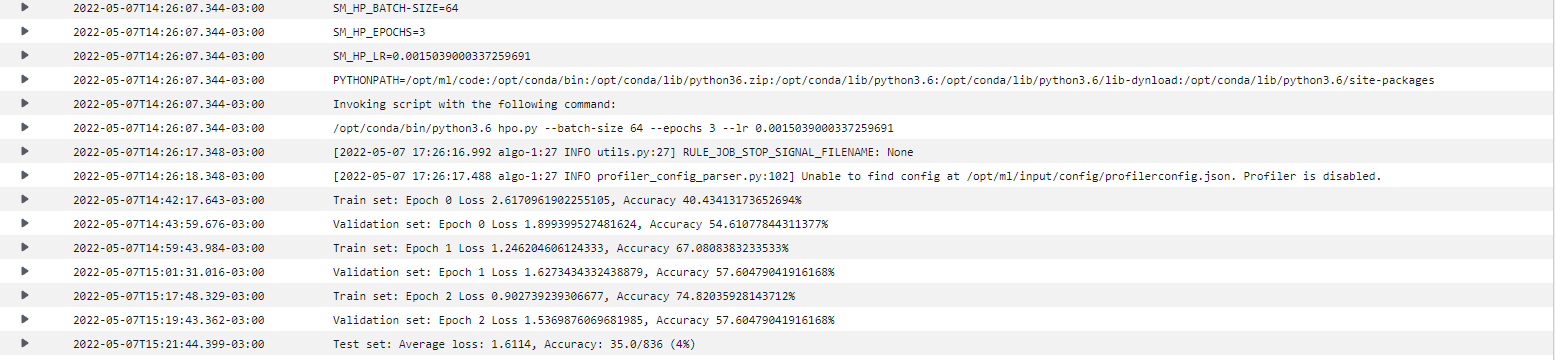 2022-05-07T14:26:07.344-03:00 SM_HP_BATCH-SIZE=64
2022-05-07T14:26:07.344-03:00 SM_HP_EPOCHS=3
2022-05-07T14:26:07.344-03:00 SM_HP_LR=0.0015039000337259691
2022-05-07T14:26:07.344-03:00 PYTHONPATH=/opt/ml/code:/opt/conda/bin:/opt/conda/lib/python36.zip:/opt/conda/lib/python3.6:/opt/conda/lib/python3.6/lib-dynload:/opt/conda/lib/python3.6/site-packages
2022-05-07T14:26:07.344-03:00 Invoking script with the following command:
2022-05-07T14:26:07.344-03:00 /opt/conda/bin/python3.6 hpo.py --batch-size 64 --epochs 3 --lr 0.0015039000337259691
2022-05-07T14:26:17.348-03:00 [2022-05-07 17:26:16.992 algo-1:27 INFO utils.py:27] RULE_JOB_STOP_SIGNAL_FILENAME: None
2022-05-07T14:26:18.348-03:00 [2022-05-07 17:26:17.488 algo-1:27 INFO profiler_config_parser.py:102] Unable to find config at /opt/ml/input/config/profilerconfig.json. Profiler is disabled.
2022-05-07T14:42:17.643-03:00 Train set: Epoch 0 Loss 2.6170961902255105, Accuracy 40.43413173652694%
2022-05-07T14:43:59.676-03:00 Validation set: Epoch 0 Loss 1.899399527481624, Accuracy 54.61077844311377%
2022-05-07T14:59:43.984-03:00 Train set: Epoch 1 Loss 1.246204606124333, Accuracy 67.0808383233533%
2022-05-07T15:01:31.016-03:00 Validation set: Epoch 1 Loss 1.6273434332438879, Accuracy 57.60479041916168%
2022-05-07T15:17:48.329-03:00 Train set: Epoch 2 Loss 0.902739239306677, Accuracy 74.82035928143712%
2022-05-07T15:19:43.362-03:00 Validation set: Epoch 2 Loss 1.5369876069681985, Accuracy 57.60479041916168%
2022-05-07T15:21:44.399-03:00 Test set: Average loss: 1.6114, Accuracy: 35.0/836 (4%)